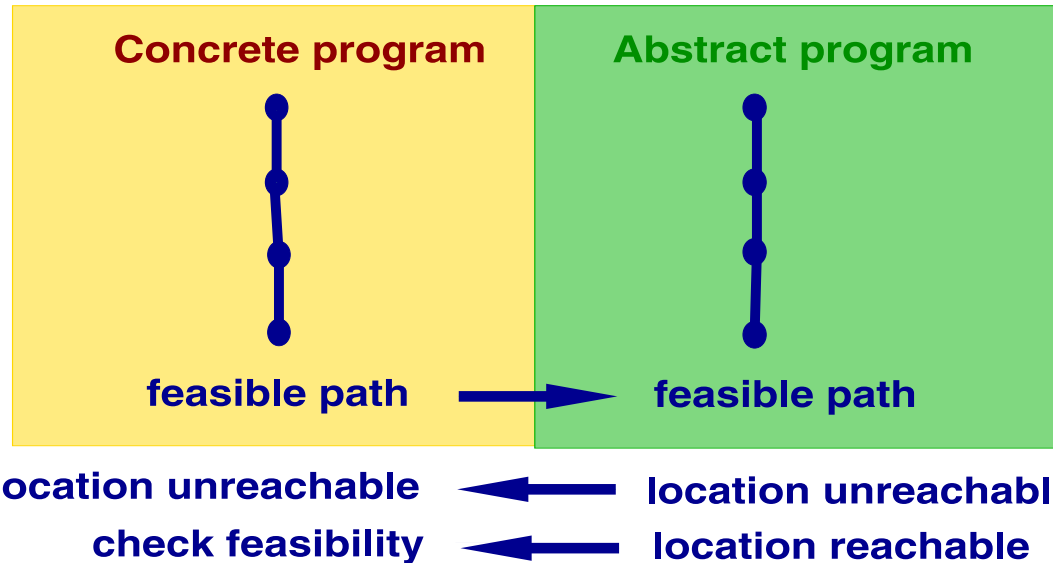 Concrete program
Abstract program
feasible path
feasible path
ocation unreachable
location unreachabl
check feasibility
location reachable